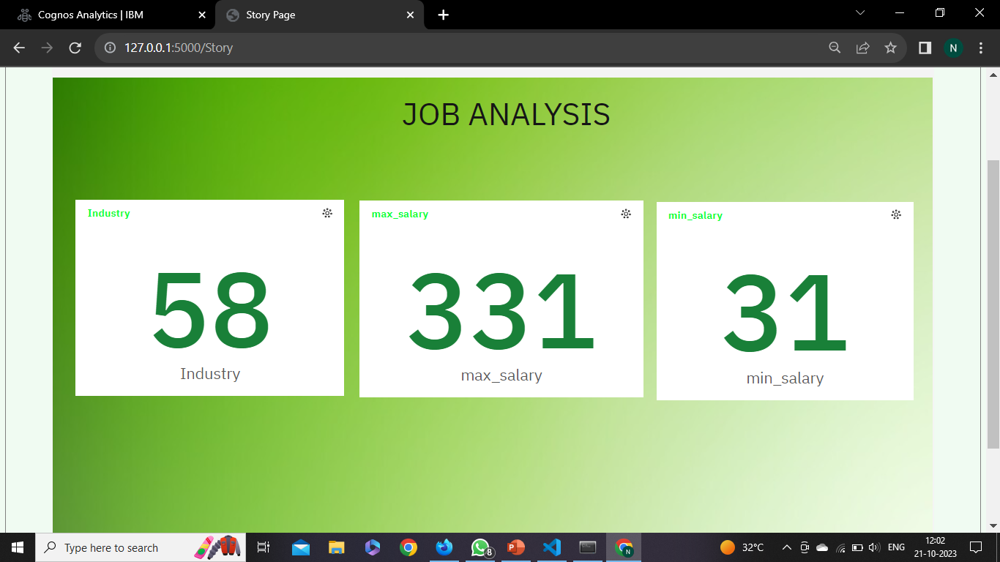 Cognos Analytics | IBM
Story Page
127.0.0.1:5000/Story
N
JOB ANALYSIS
Industry
58
Industry
max_salary
331
max_salary
min_salary
31
min_salary
Type here to search
8
N
32°C
ENG
12:02
21-10-2023